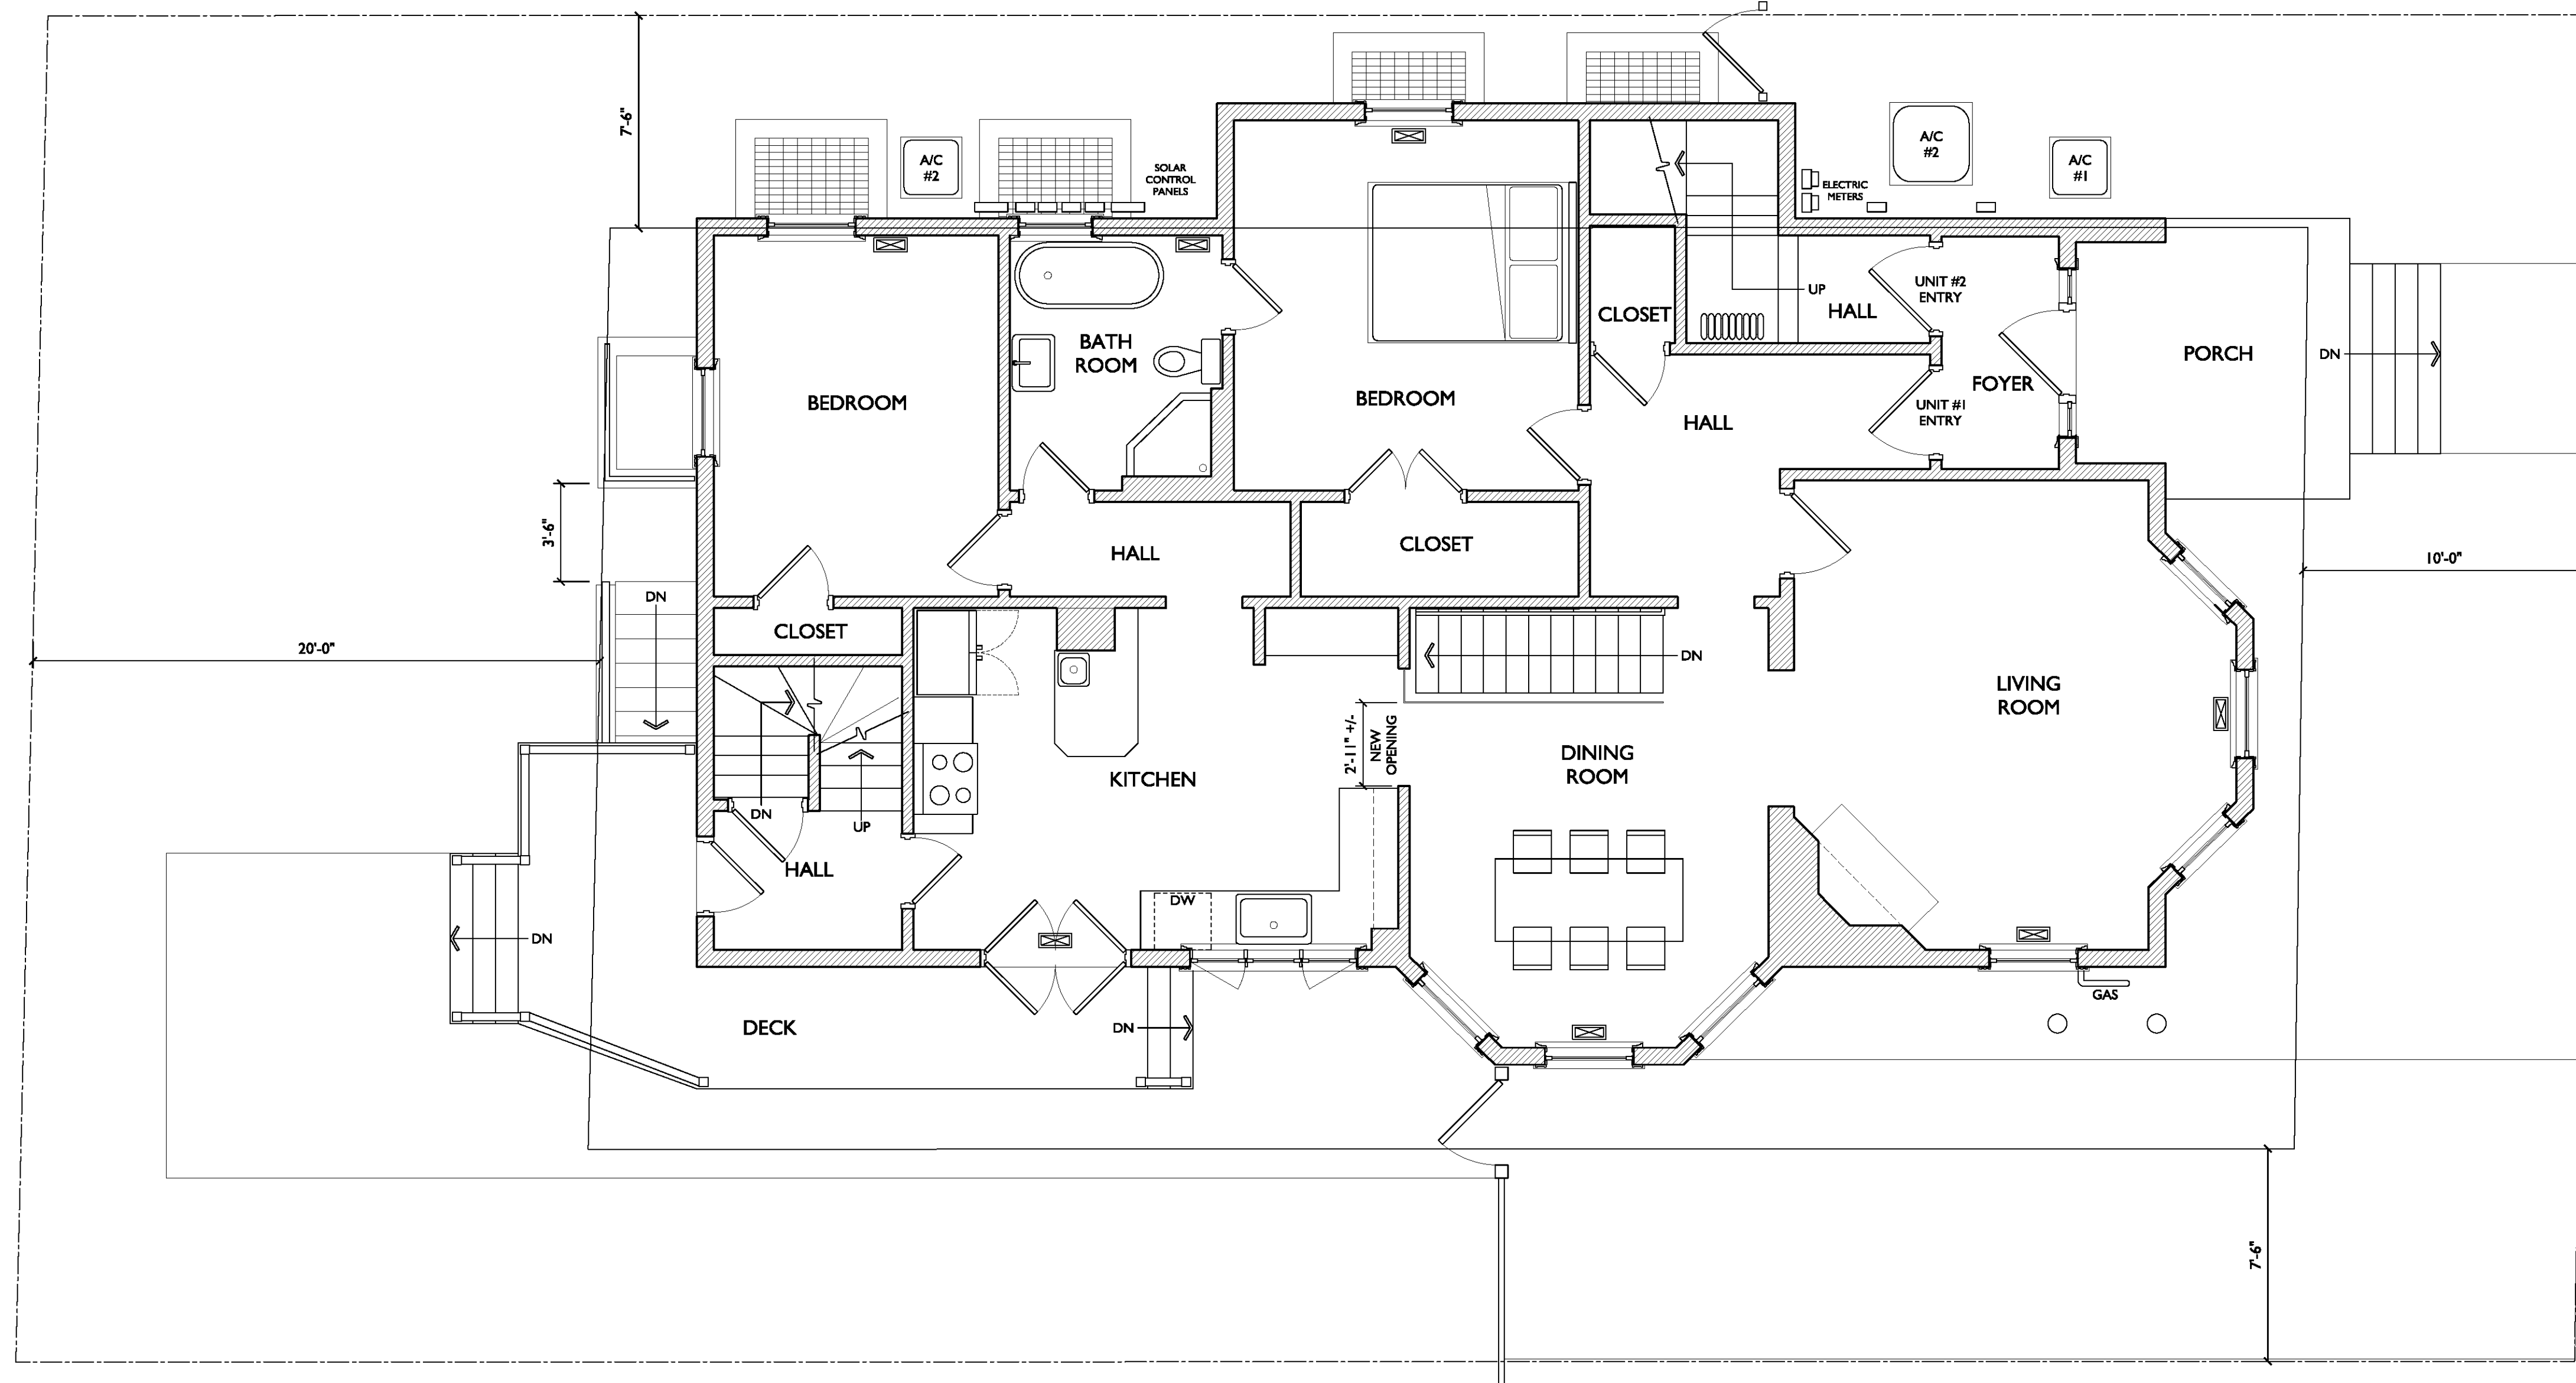 7'-6"
A/C
#2
SOLAR
CONTROL
PANELS
A/C
#2
A/C
#1
ELECTRIC
METERS
UP
HALL
UNIT #2
ENTRY
CLOSET
BATH
ROOM
BEDROOM
BEDROOM
HALL
UNIT #1
ENTRY
FOYER
PORCH
DN
3'-6"
HALL
CLOSET
10'-0"
DN
CLOSET
20'-0"
DN
LIVING
ROOM
2'-11" +/-
NEW
OPENING
DINING
ROOM
KITCHEN
DN
UP
HALL
DW
DN
DECK
DN
GAS
7'-6"